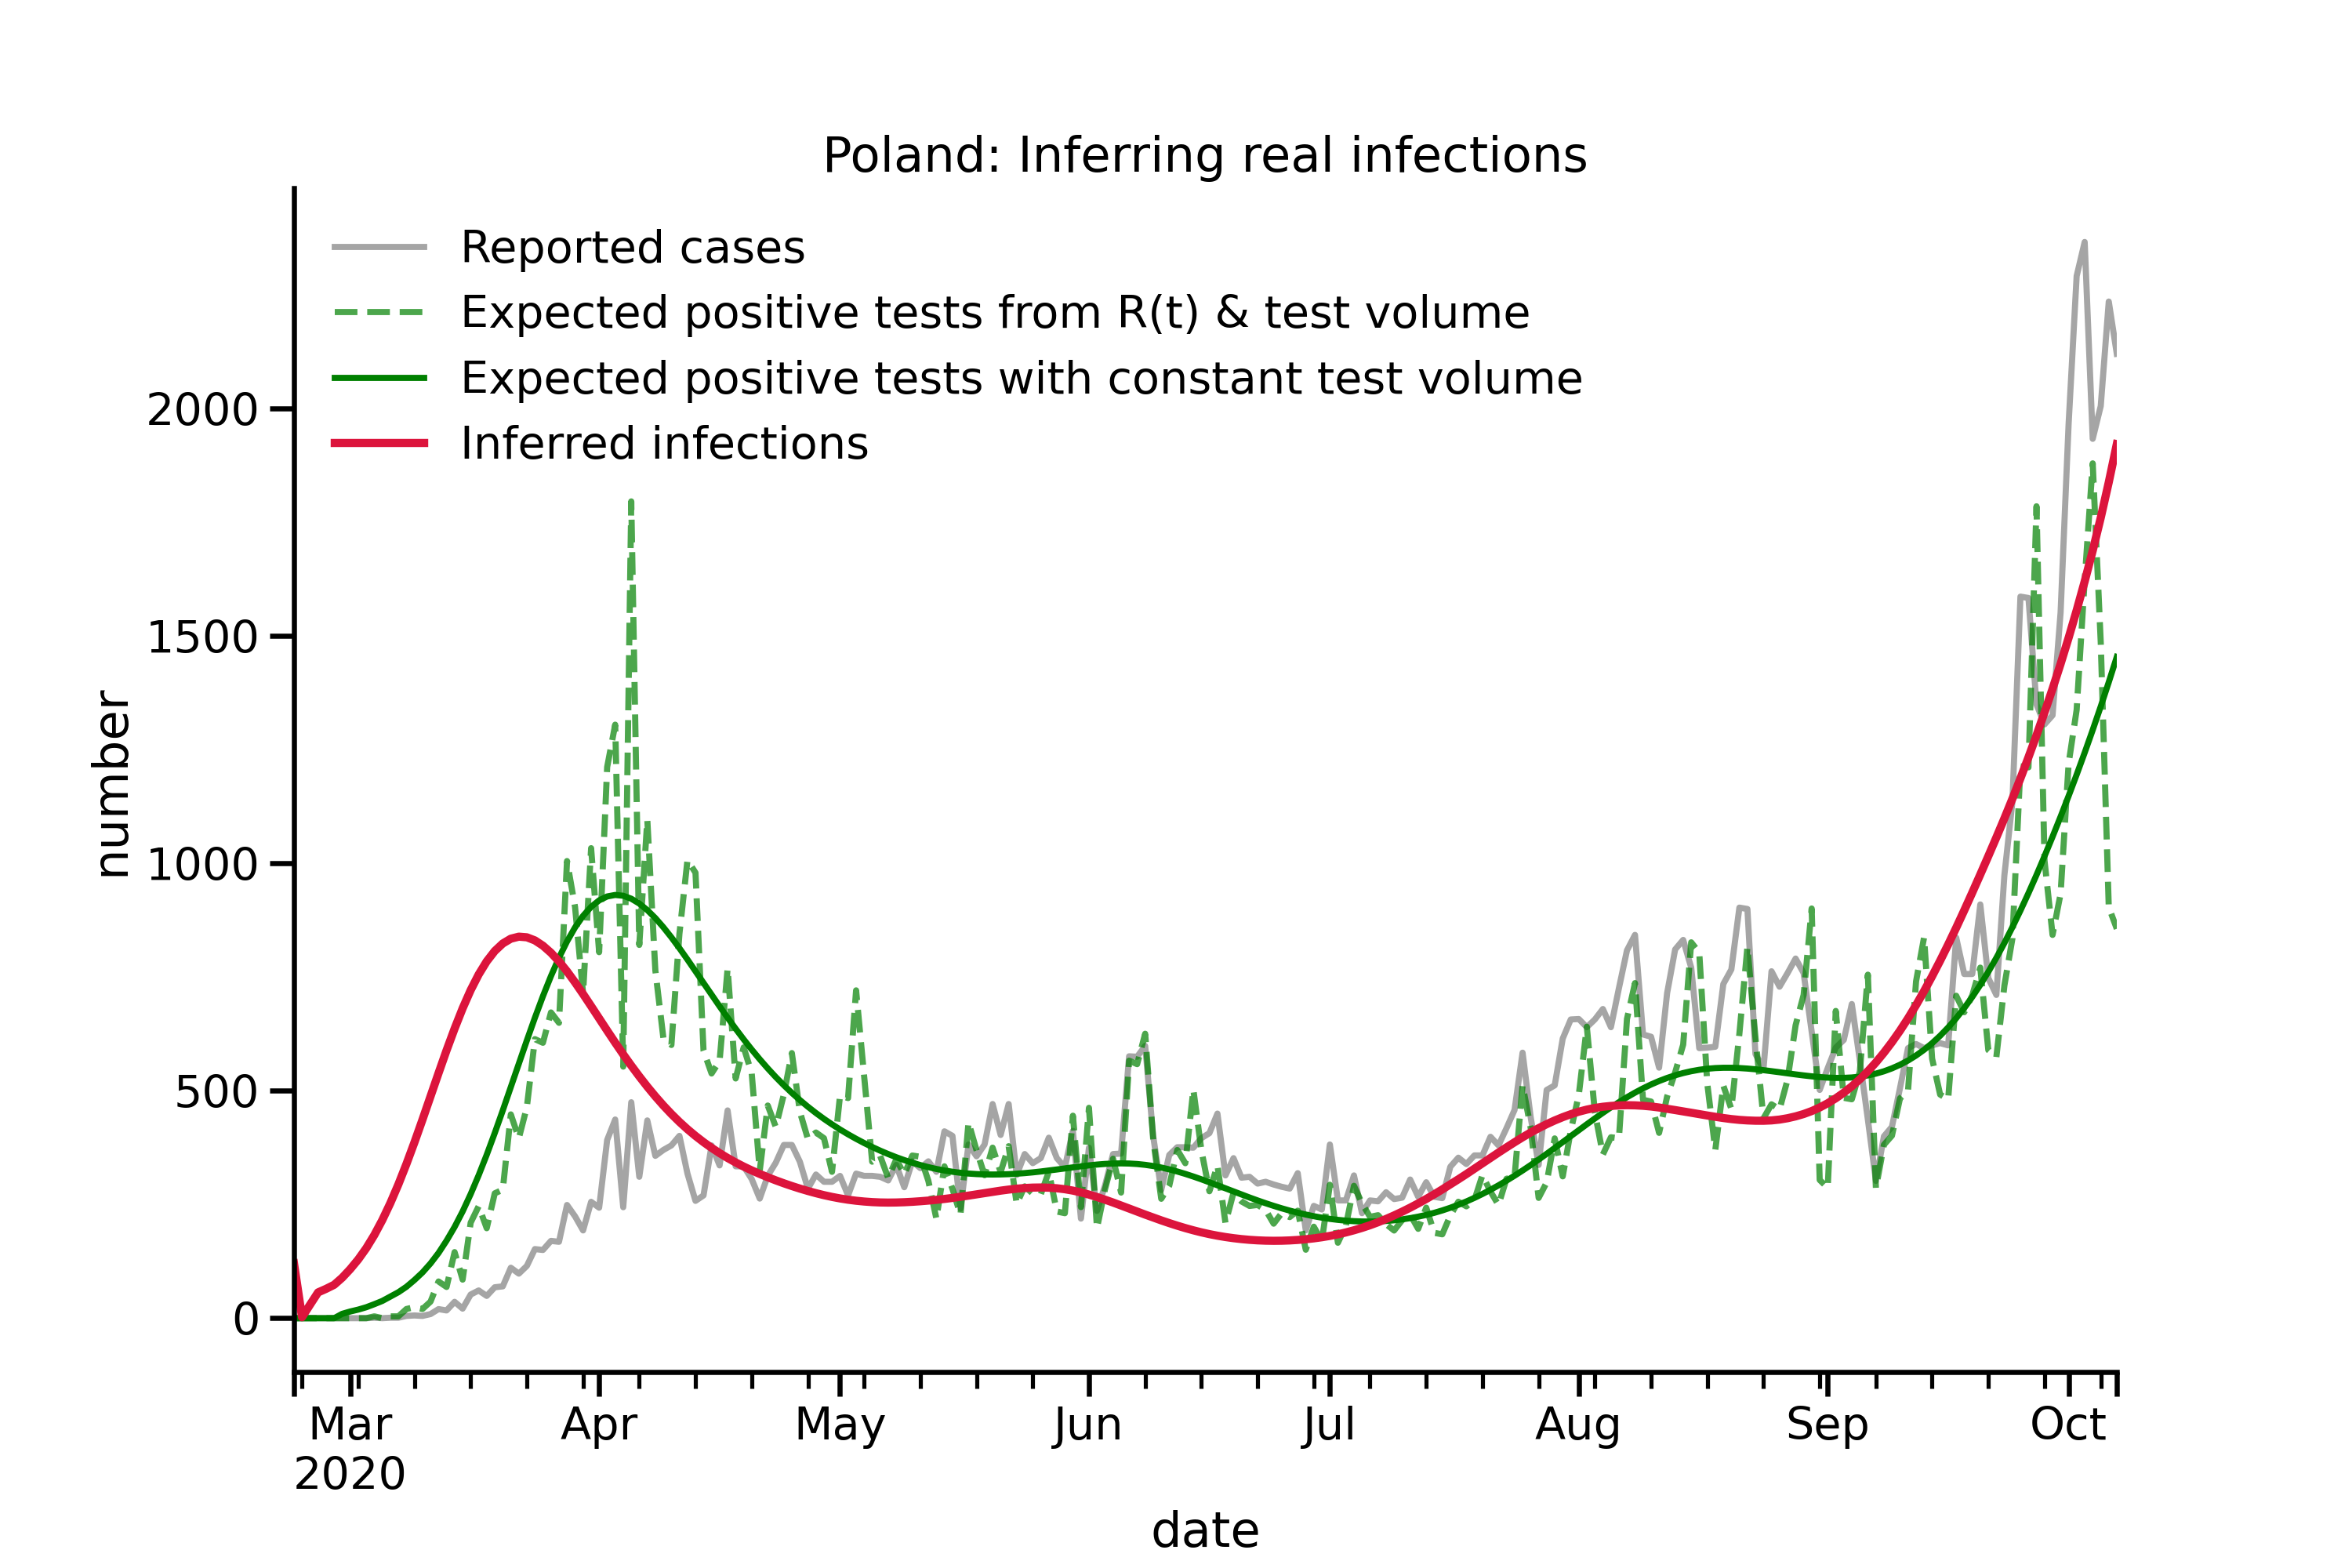 Poland: Inferring real infections
Reported cases
Expected positive tests from R(t) & test volume
Expected positive tests with constant test volume
Inferred infections
number
2000
1500
1000
500
0
Mar Apr May Jun Jul Aug Sep Oct
2020
date